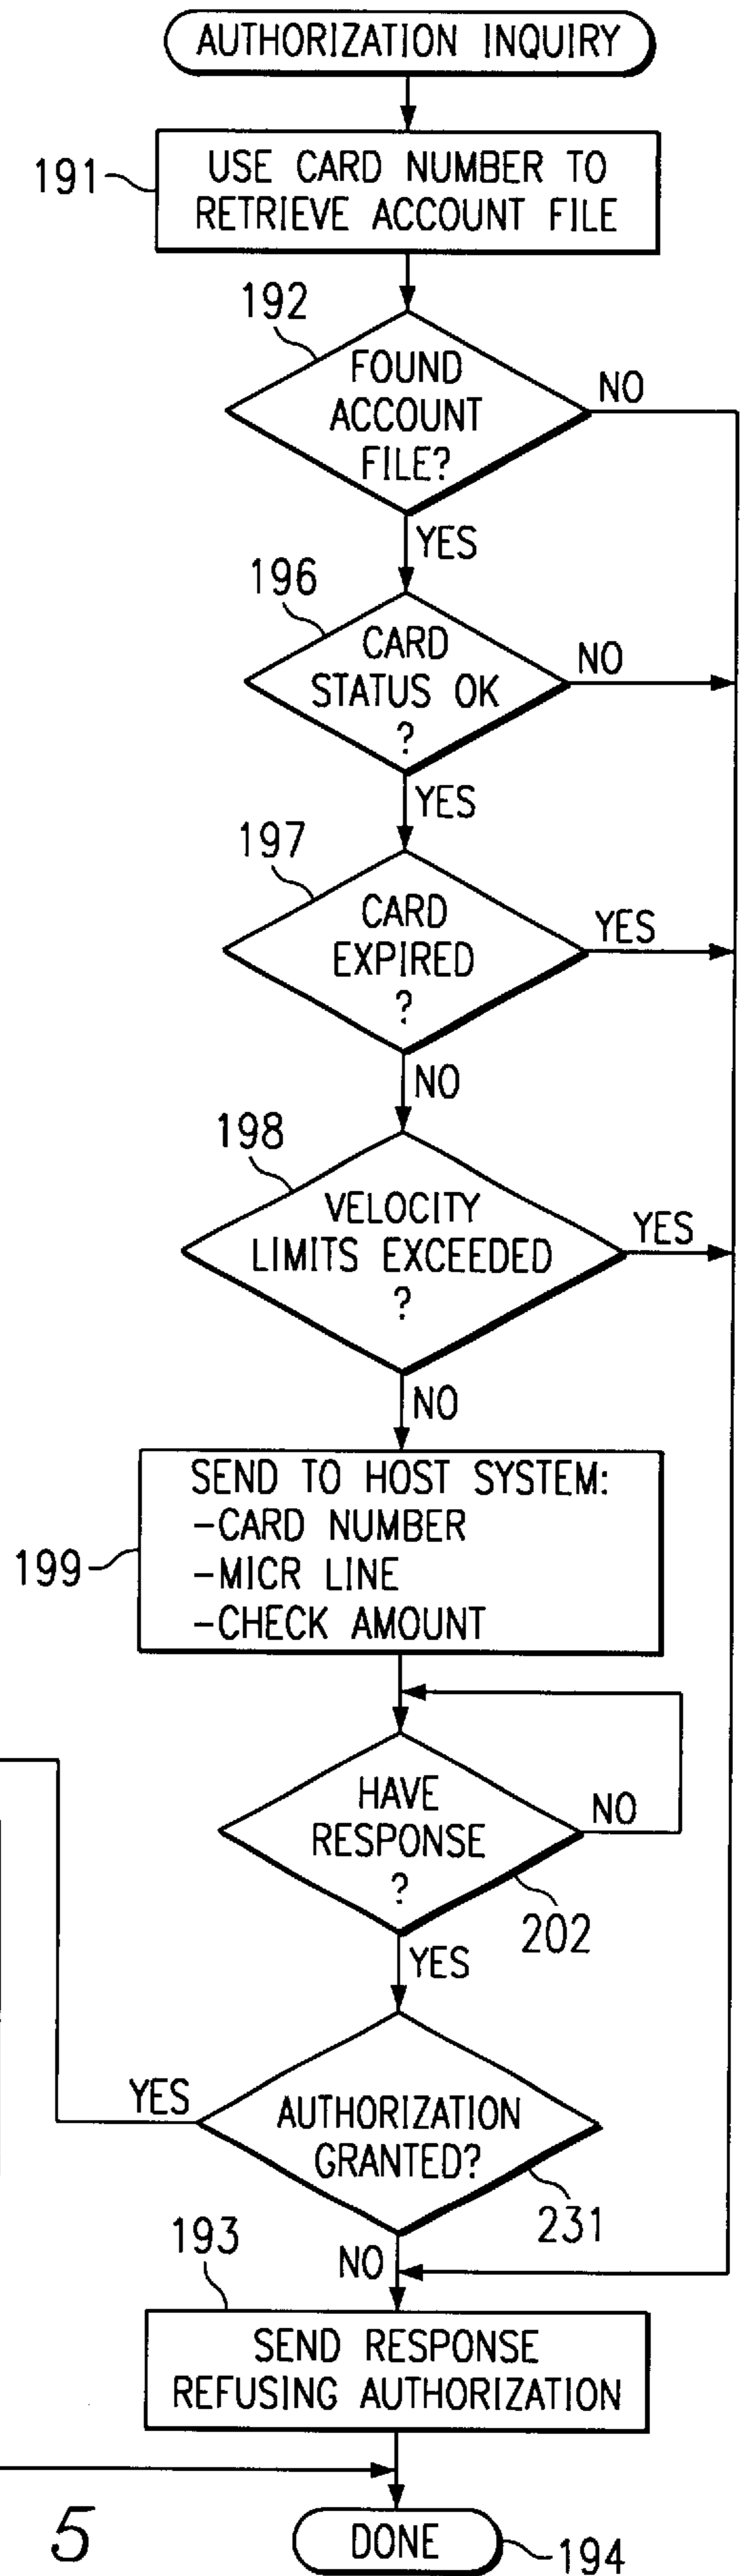 AUTHORIZATION INQUIRY
191
USE CARD NUMBER TO
RETRIEVE ACCOUNT FILE
192
FOUND
ACCOUNT
FILE?
NO
YES
196
CARD
STATUS OK
?
NO
YES
197
CARD
EXPIRED
?
YES
NO
198
VELOCITY
LIMITS EXCEEDED
?
YES
NO
199
SEND TO HOST SYSTEM:
-CARD NUMBER
-MICR LINE
-CHECK AMOUNT
HAVE
RESPONSE
?
NO
202
YES
YES
AUTHORIZATION
GRANTED?
231
193
NO
SEND RESPONSE
REFUSING AUTHORIZATION
5
DONE
194